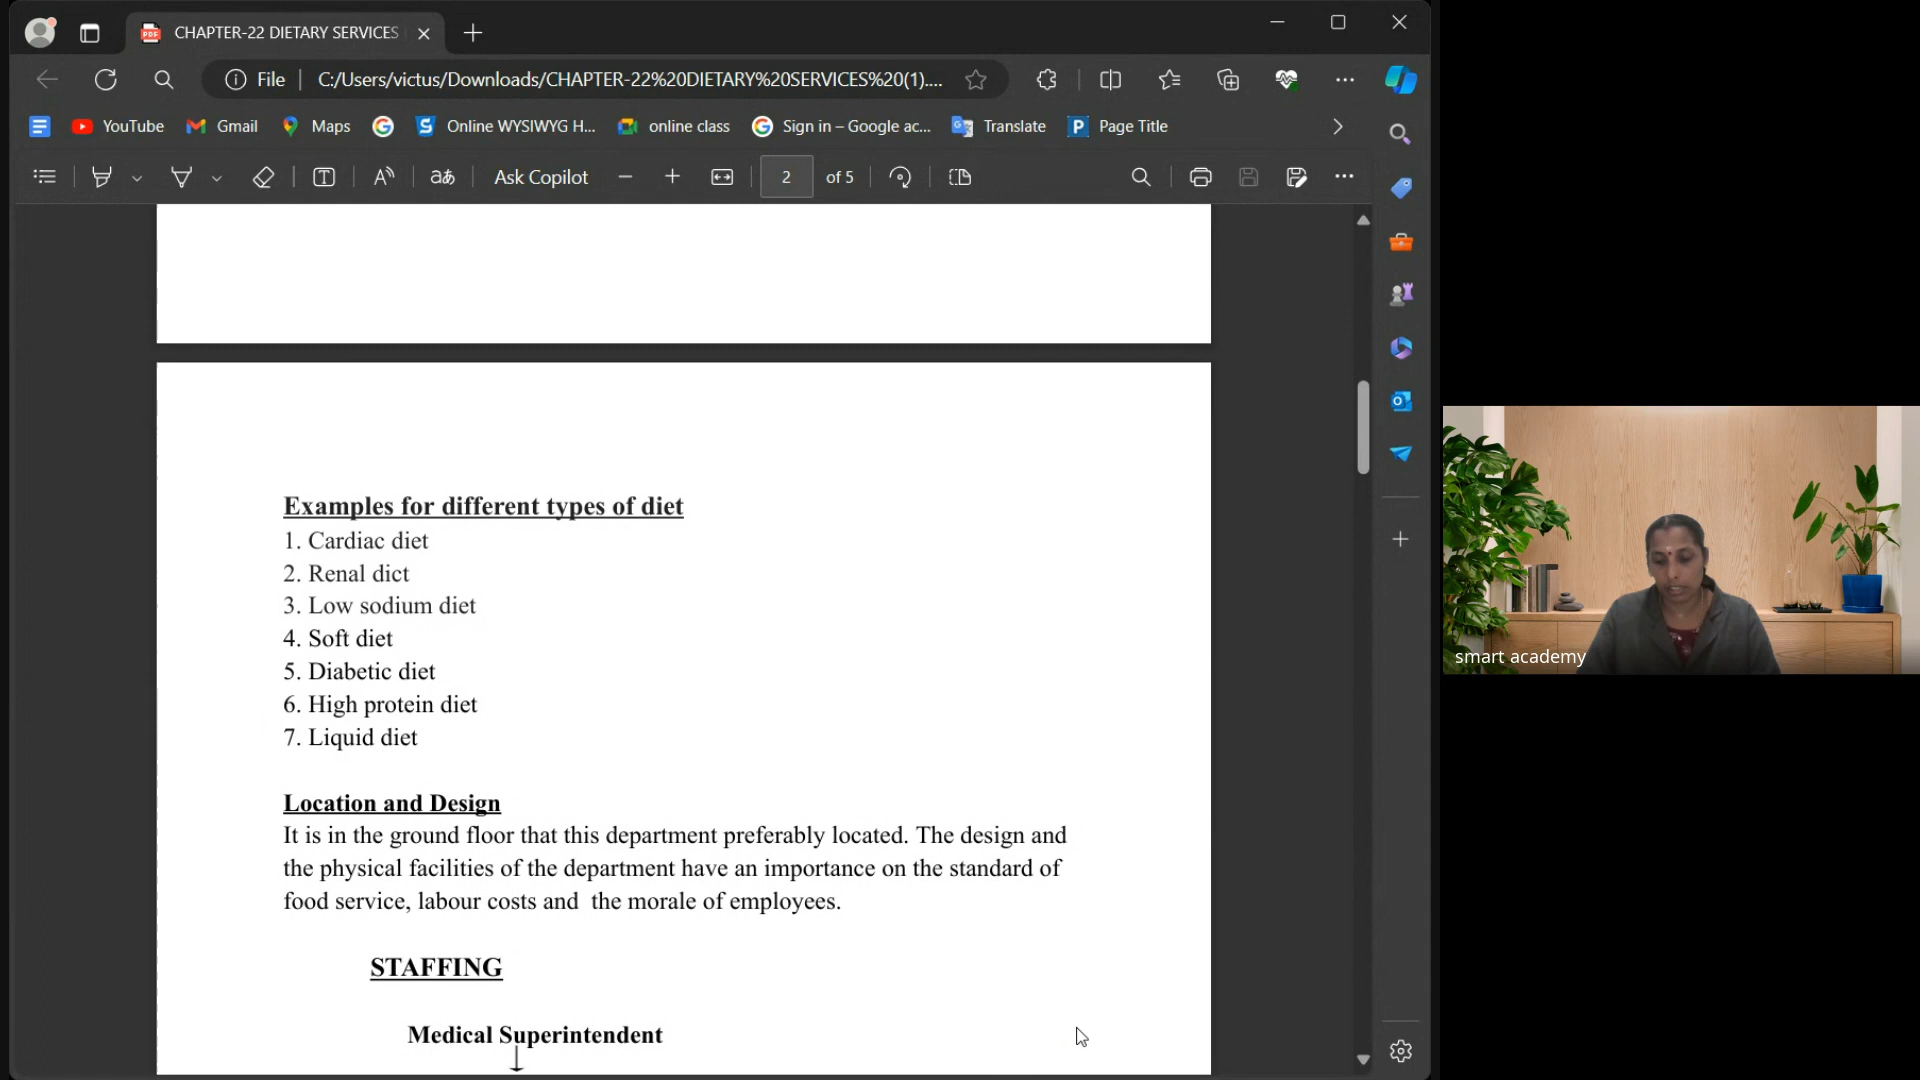 CHAPTER-22 DIETARY SERVICES
File
C:/Users/victus/Downloads/CHAPTER-22%20DIETARY%20SERVICES%20(1)....
YouTube
Gmail
Maps
Online WYSIWYG H...
online class
Sign in – Google ac...
Translate
P
Page Title
aあ
Ask Copilot
2
of 5
Examples for different types of diet
1. Cardiac diet
2. Renal dict
3. Low sodium diet
4. Soft diet
5. Diabetic diet
6. High protein diet
7. Liquid diet
Location and Design
It is in the ground floor that this department preferably located. The design and
the physical facilities of the department have an importance on the standard of
food service, labour costs and the morale of employees.
STAFFING
Medical Superintendent
smart academy